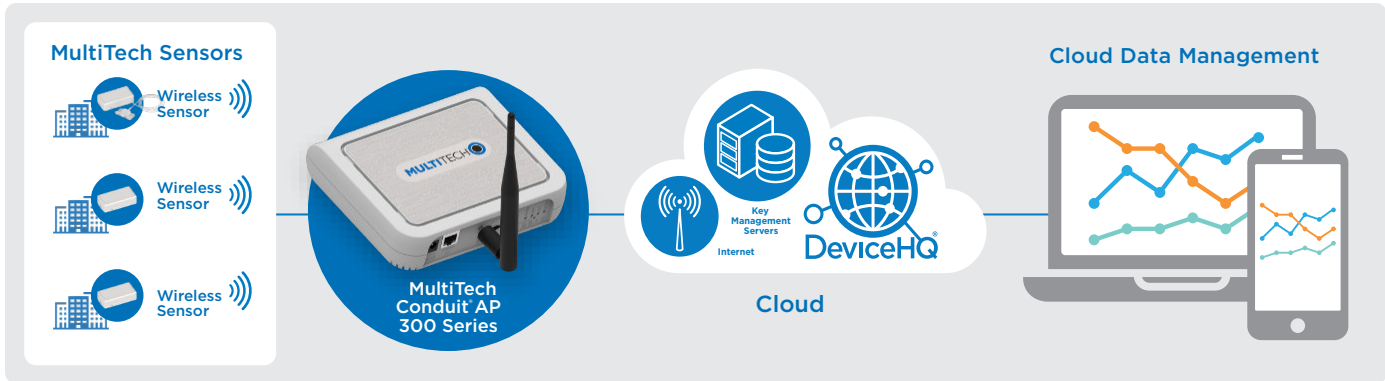 MultiTech Sensors
Wireless
Sensor
Wireless
Sensor
Wireless
Sensor
MULTITECH
MultiTech
Conduit® AP
300 Series
Internet
Key
Management
Servers
DeviceHQ®
Cloud
Cloud Data Management